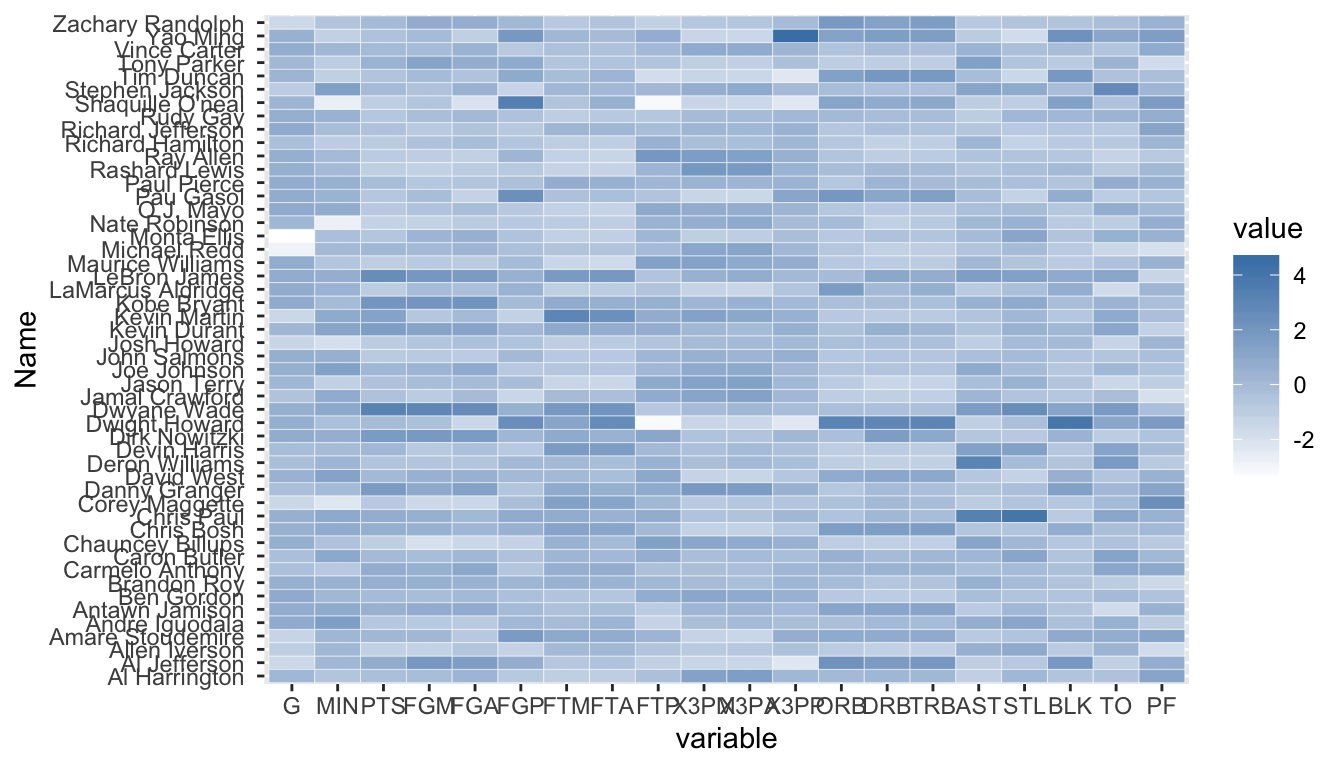 Zachary Randolph
Yao Ming
Vince Carter
Tony Parker
Tim Duncan
Stephen Jackson
Shaquille O'neal
Rudy Gay
Richard Jefferson
Richard Hamilton
Ray Allen
Rashard Lewis
Paul Pierce
Pau Gasol
O.J. Mayo
Nate Robinson
Monta Ellis
Michael Redd
Maurice Williams
LeBron James
LaMarcus Aldridge
Kobe Bryant
Kevin Martin
Kevin Durant
Josh Howard
John Salmons
Joe Johnson
Jason Terry
Jamal Crawford
Dwyane Wade
Dwight Howard
Dirk Nowitzki
Devin Harris
Deron Williams
David West
Danny Granger
Corey Maggette
Chris Paul
Chris Bosh
Chauncey Billups
Caron Butler
Carmelo Anthony
Brandon Roy
Ben Gordon
Antawn Jamison
Andre Iguodala
Amare Stoudemire
Allen Iverson
Al Jefferson
Al Harrington
Name
G MIN PTS FGM FGA FGP FTM FTA FTP X3PM X3PA X3PP ORB DRB TRB AST STL BLK TO PF
variable
value
4
2
0
-2